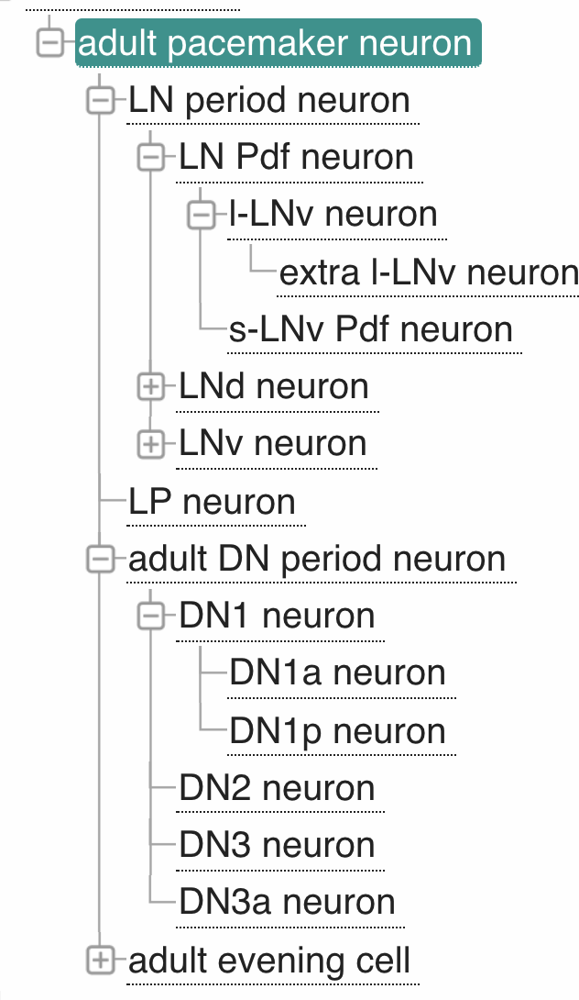 adult pacemaker neuron
LN period neuron
LN Pdf neuron
l-LNv neuron
extra l-LNv neuron
s-LNv Pdf neuron
LNd neuron
LNv neuron
LP neuron
adult DN period neuron
DN1 neuron
DN1a neuron
DN1p neuron
DN2 neuron
DN3 neuron
DN3a neuron
adult evening cell